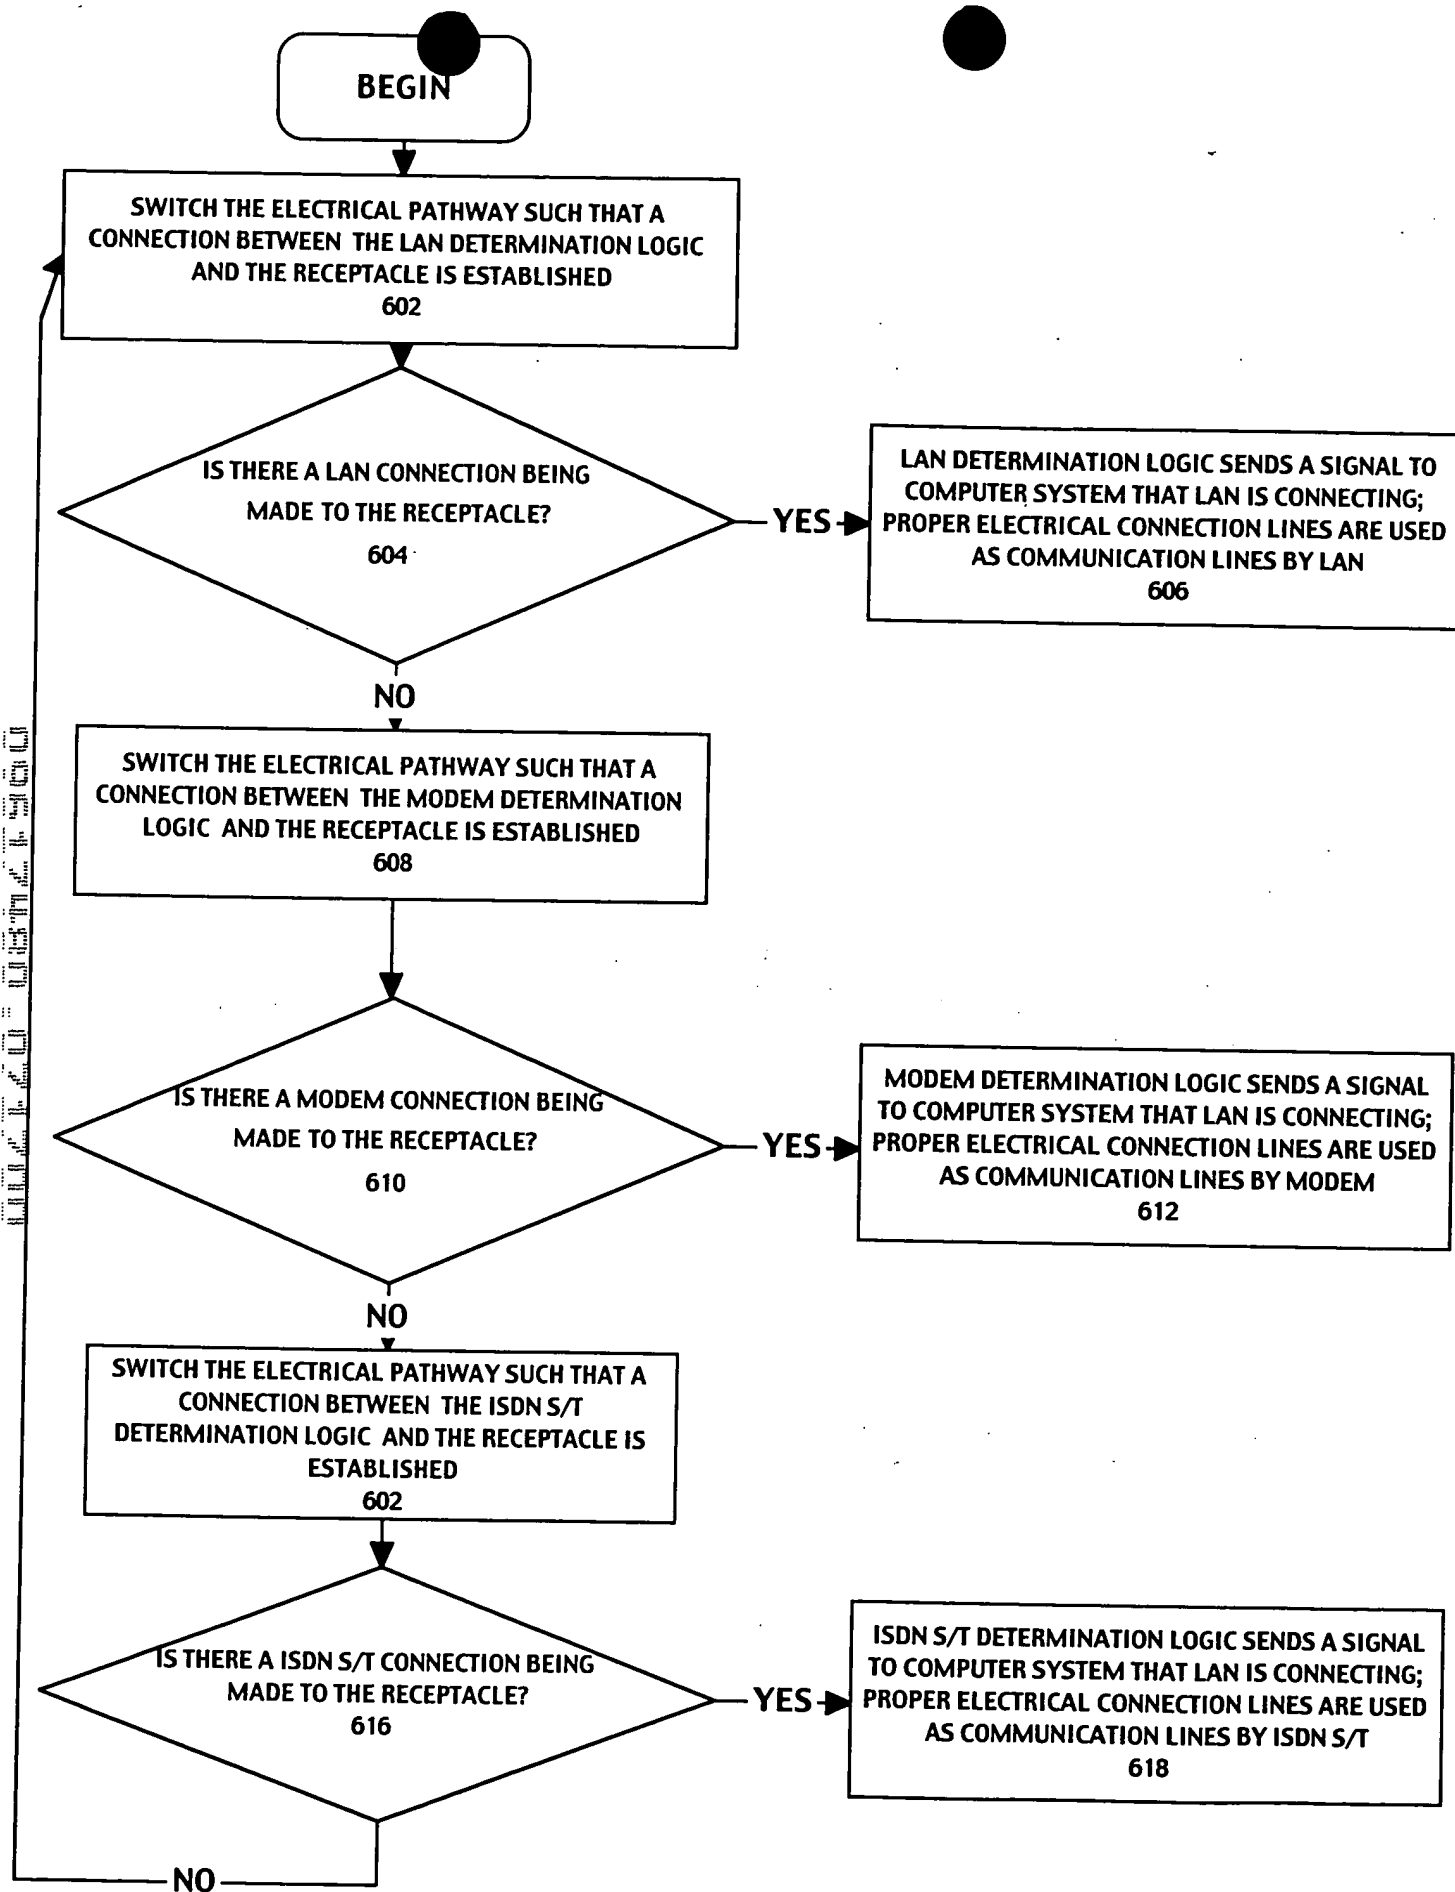 BEGIN
SWITCH THE ELECTRICAL PATHWAY SUCH THAT A
CONNECTION BETWEEN THE LAN DETERMINATION LOGIC
AND THE RECEPTACLE IS ESTABLISHED
602
IS THERE A LAN CONNECTION BEING
MADE TO THE RECEPTACLE?
604
YES
LAN DETERMINATION LOGIC SENDS A SIGNAL TO
COMPUTER SYSTEM THAT LAN IS CONNECTING;
PROPER ELECTRICAL CONNECTION LINES ARE USED
AS COMMUNICATION LINES BY LAN
606
NO
SWITCH THE ELECTRICAL PATHWAY SUCH THAT A
CONNECTION BETWEEN THE MODEM DETERMINATION
LOGIC AND THE RECEPTACLE IS ESTABLISHED
608
IS THERE A MODEM CONNECTION BEING
MADE TO THE RECEPTACLE?
610
YES
MODEM DETERMINATION LOGIC SENDS A SIGNAL
TO COMPUTER SYSTEM THAT LAN IS CONNECTING;
PROPER ELECTRICAL CONNECTION LINES ARE USED
AS COMMUNICATION LINES BY MODEM
612
NO
SWITCH THE ELECTRICAL PATHWAY SUCH THAT A
CONNECTION BETWEEN THE ISDN S/T
DETERMINATION LOGIC AND THE RECEPTACLE IS
ESTABLISHED
602
IS THERE A ISDN S/T CONNECTION BEING
MADE TO THE RECEPTACLE?
616
YES
ISDN S/T DETERMINATION LOGIC SENDS A SIGNAL
TO COMPUTER SYSTEM THAT LAN IS CONNECTING;
PROPER ELECTRICAL CONNECTION LINES ARE USED
AS COMMUNICATION LINES BY ISDN S/T
618
NO